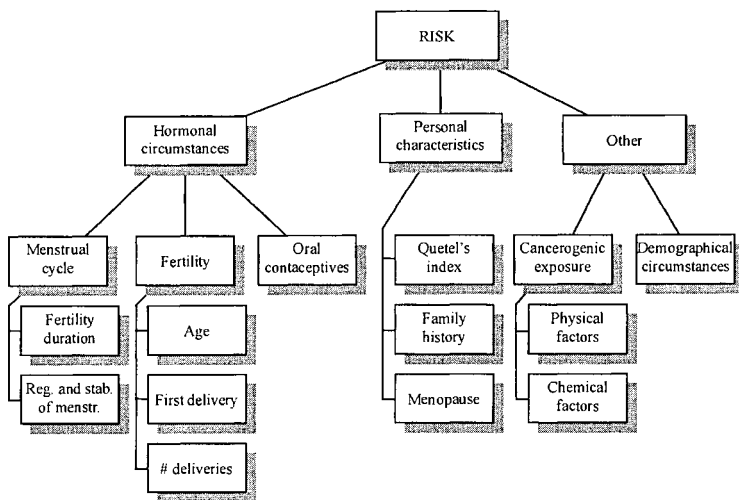 RISK
Hormonal
circumstances
Personal
characteristics
Other
Menstrual
cycle
Fertility
Oral
contaceptives
Quetel's
index
Cancerogenic
exposure
Demographical
circumstances
Fertility
duration
Age
Family
history
Physical
factors
Reg. and stab.
of menstr.
First delivery
Menopause
Chemical
factors
# deliveries